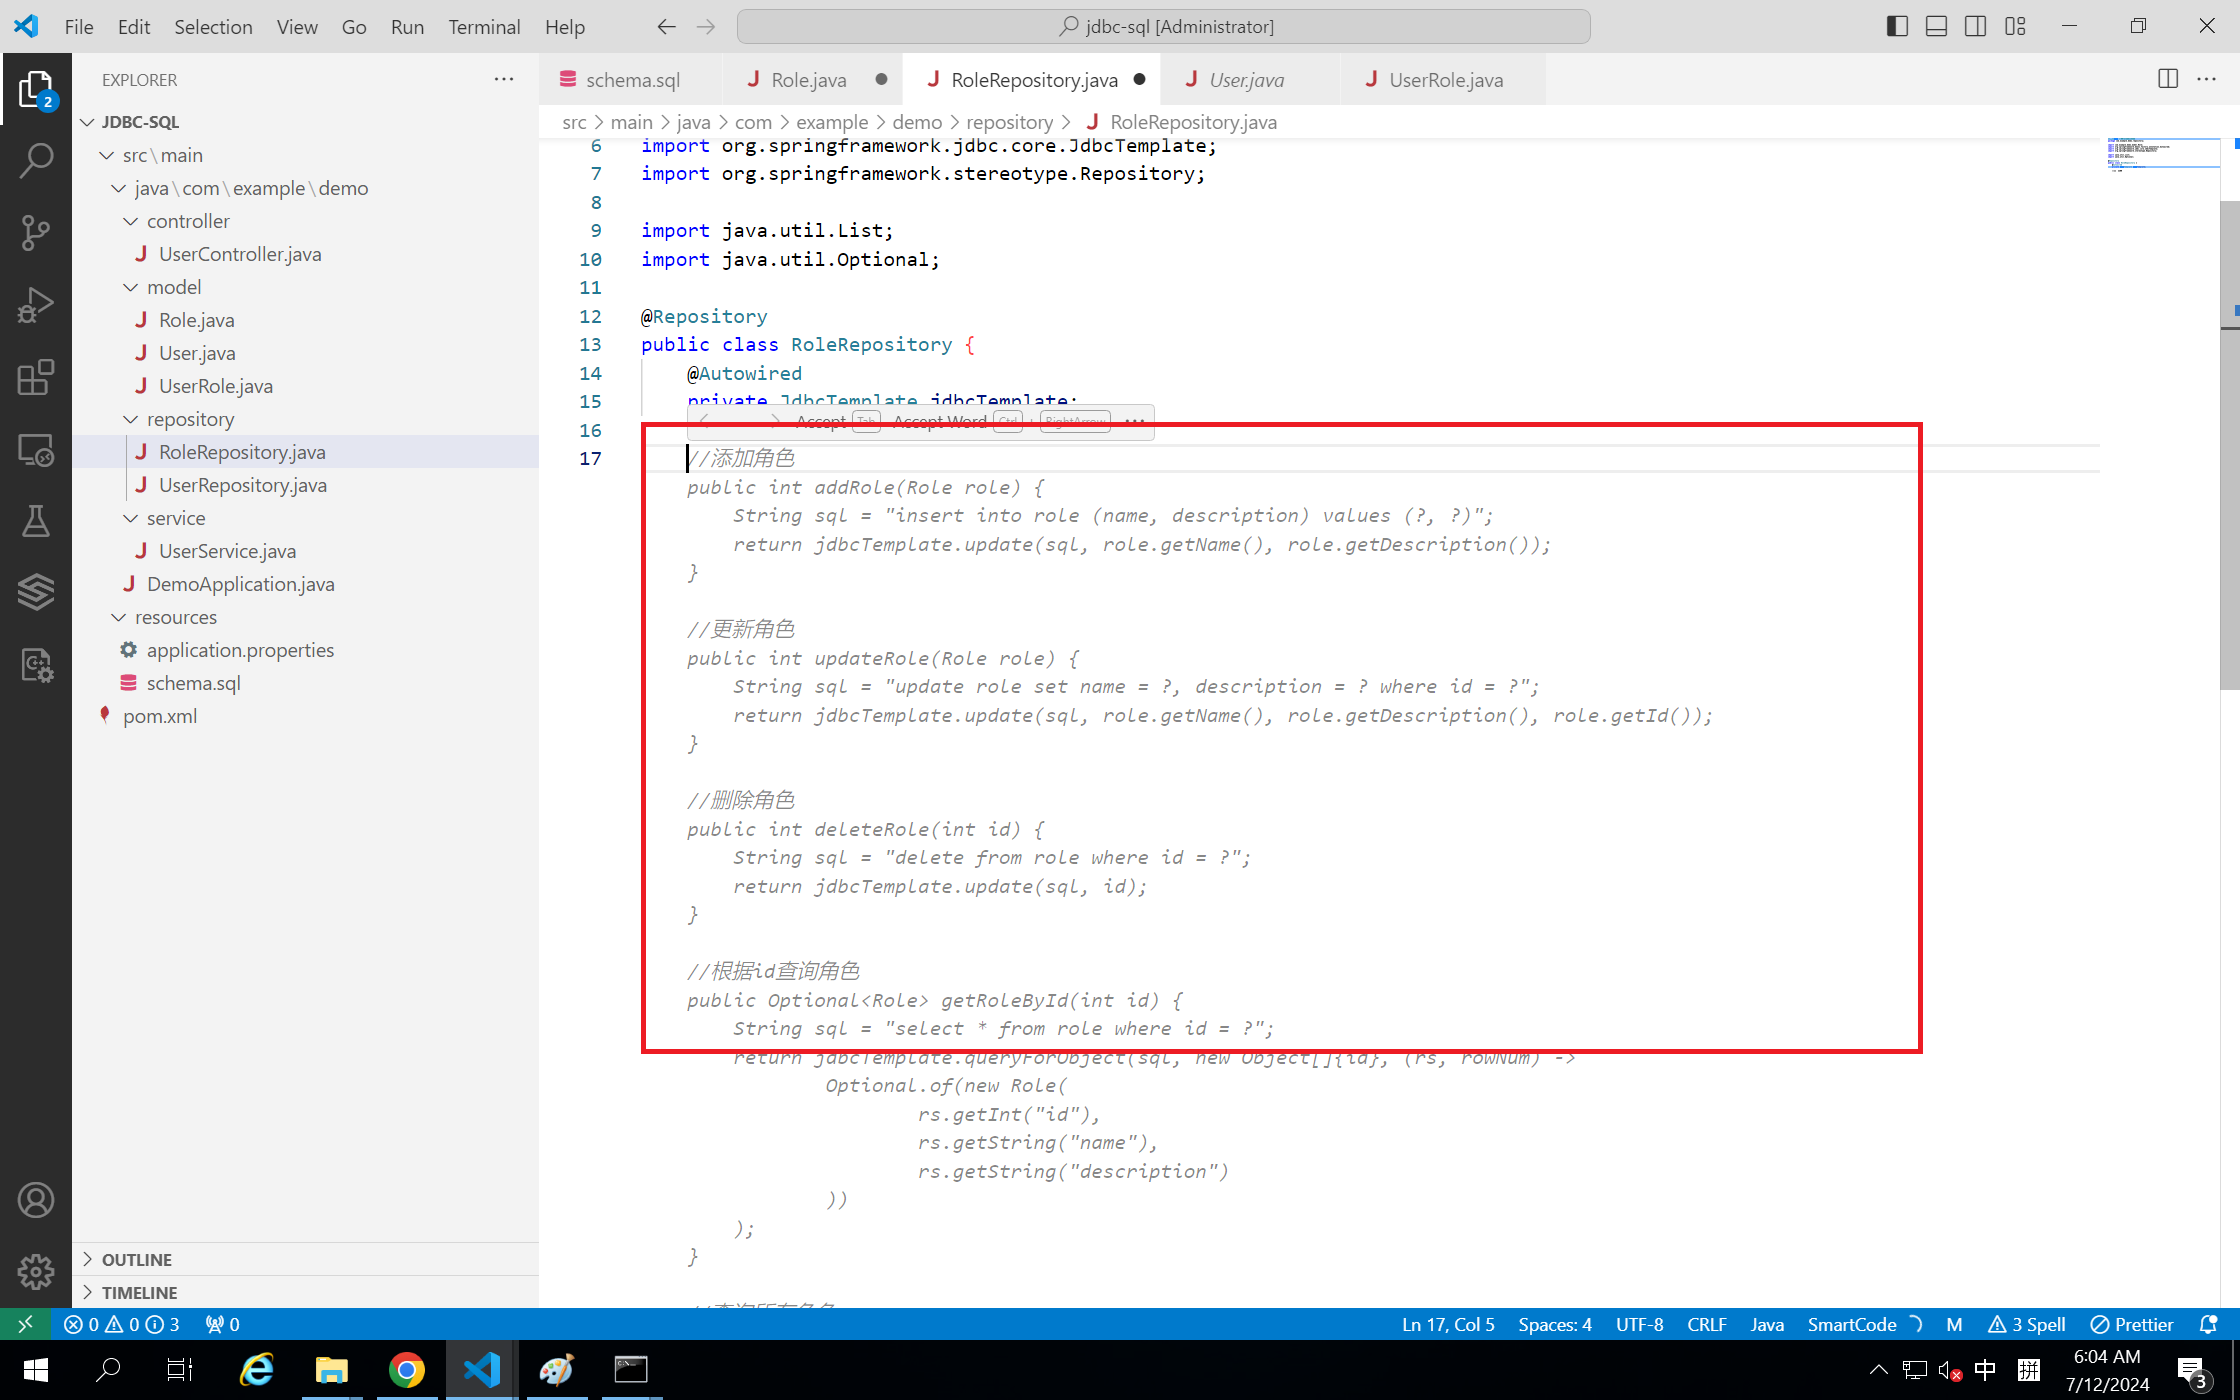 File Edit Selection View Go Run Terminal Help
jdbc-sql [Administrator]
EXPLORER
2
JDBC-SQL
src\main
java\com\example\demo
controller
UserController.java
model
Role.java
User.java
UserRole.java
repository
RoleRepository.java
UserRepository.java
service
UserService.java
DemoApplication.java
resources
application.properties
schema.sql
pom.xml
OUTLINE
TIMELINE
schema.sql
Role.java
RoleRepository.java
User.java
UserRole.java
src > main > java > com > example > demo > repository > RoleRepository.java
6 import org.springframework.jdbc.core.JdbcTemplate;
7 import org.springframework.stereotype.Repository;
8
9 import java.util.List;
10 import java.util.Optional;
11
12 @Repository
13 public class RoleRepository {
14 @Autowired
15 private JdbcTemplate jdbcTemplate;
Accept Tab Accept Word Ctrl + RightArrow ...
16
17 //添加角色
public int addRole(Role role) {
String sql = "insert into role (name, description) values (?, ?)";
return jdbcTemplate.update(sql, role.getName(), role.getDescription());
}
//更新角色
public int updateRole(Role role) {
String sql = "update role set name = ?, description = ? where id = ?";
return jdbcTemplate.update(sql, role.getName(), role.getDescription(), role.getId());
}
//删除角色
public int deleteRole(int id) {
String sql = "delete from role where id = ?";
return jdbcTemplate.update(sql, id);
}
//根据id查询角色
public Optional<Role> getRoleById(int id) {
String sql = "select * from role where id = ?";
return jdbcTemplate.queryForObject(sql, new Object[]{id}, (rs, rowNum) ->
Optional.of(new Role(
rs.getInt("id"),
rs.getString("name"),
rs.getString("description")
))
);
}
//查询所有角色
0 0 3 0
Ln 17, Col 5 Spaces: 4 UTF-8 CRLF Java SmartCode M 3 Spell Prettier
中 拼
6:04 AM
7/12/2024
3